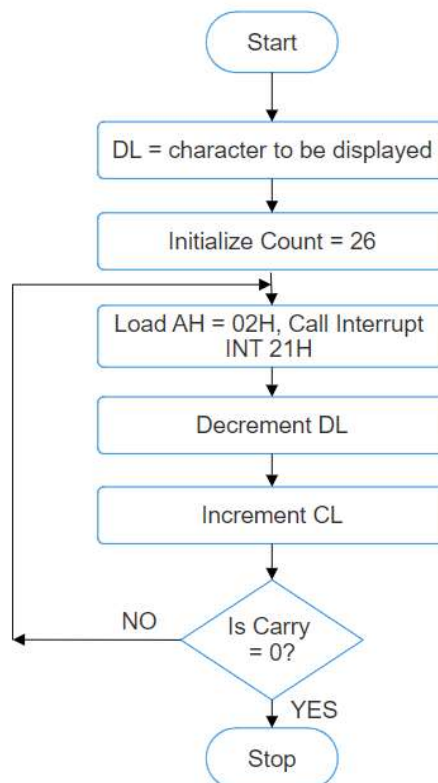 Start
DL = character to be displayed
Initialize Count = 26
Load AH = 02H, Call Interrupt
INT 21H
Decrement DL
Increment CL
Is Carry
= 0?
NO
YES
Stop